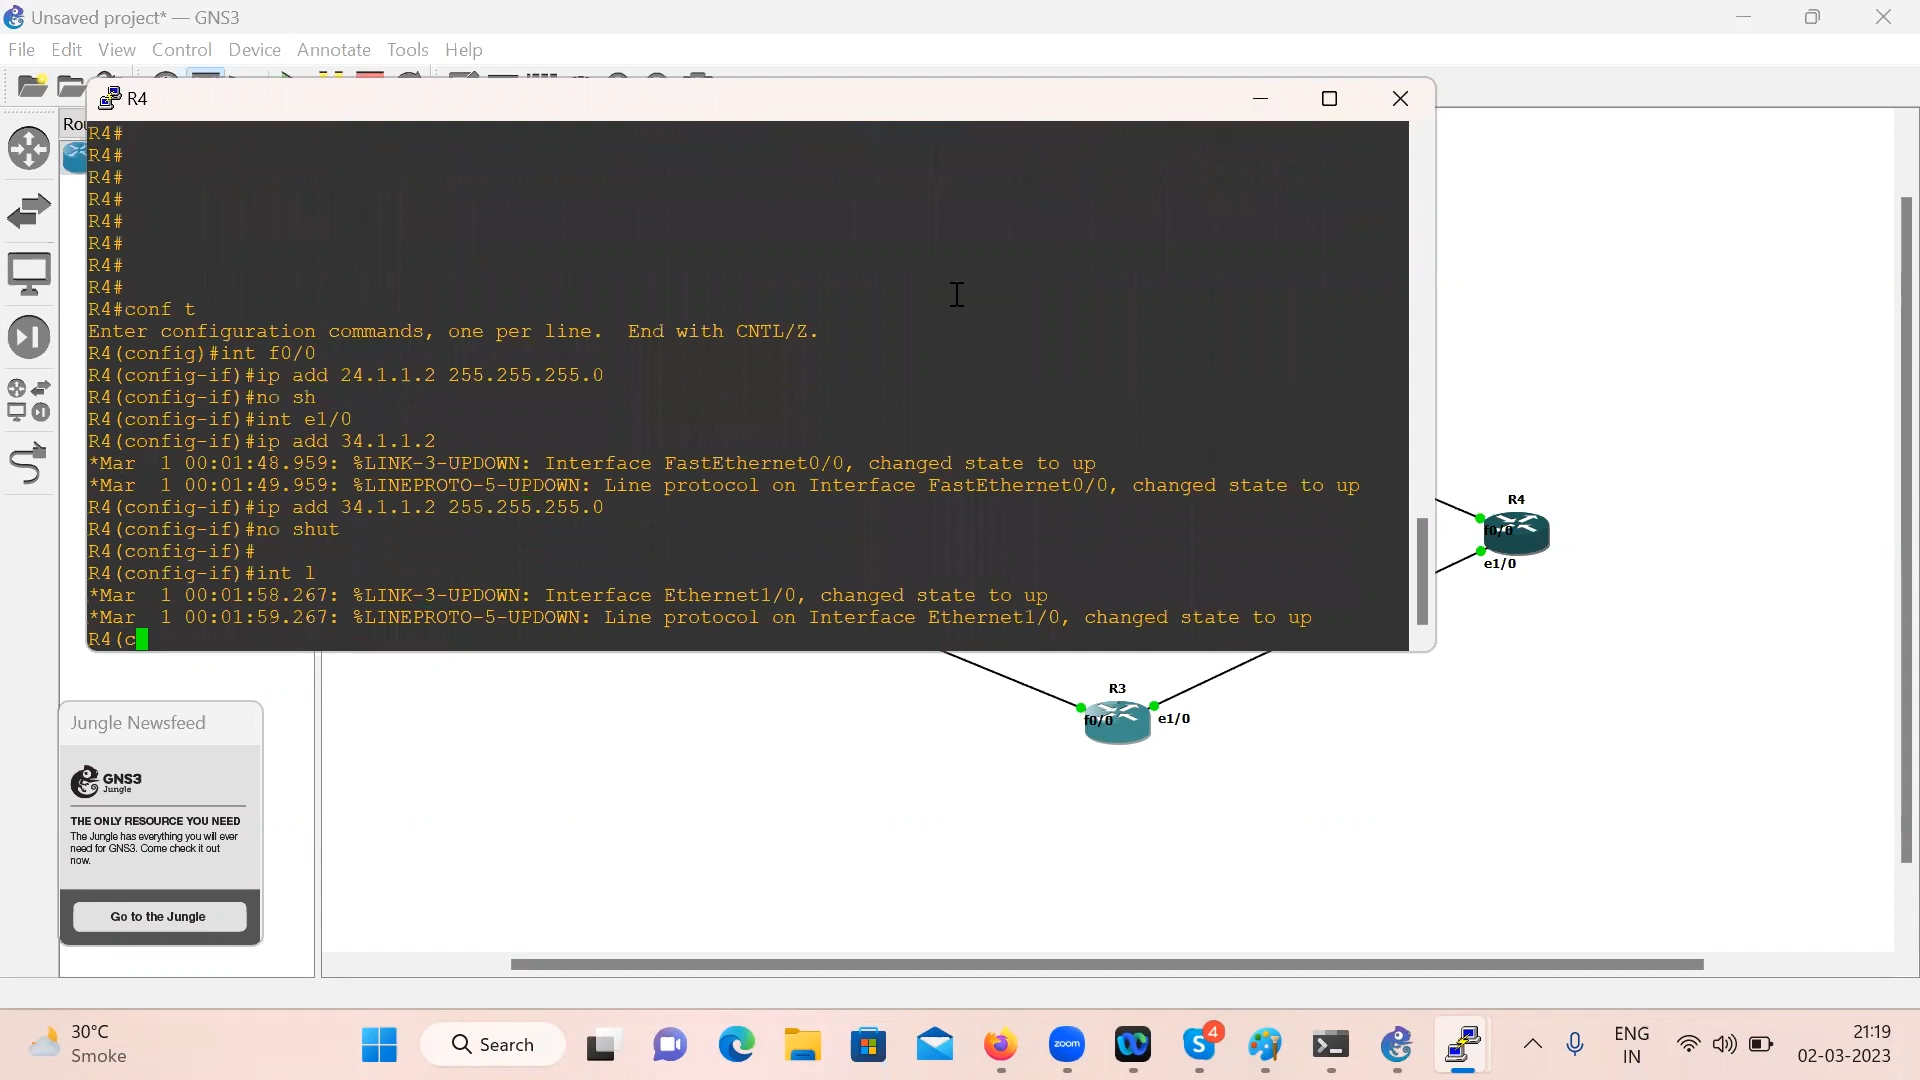 Unsaved project* — GNS3
File Edit View Control Device Annotate Tools Help
R4
R4#
R4#
R4#
R4#
R4#
R4#
R4#
R4#
R4#conf t
Enter configuration commands, one per line.  End with CNTL/Z.
R4(config)#int f0/0
R4(config-if)#ip add 24.1.1.2 255.255.255.0
R4(config-if)#no sh
R4(config-if)#int e1/0
R4(config-if)#ip add 34.1.1.2
*Mar  1 00:01:48.959: %LINK-3-UPDOWN: Interface FastEthernet0/0, changed state to up
*Mar  1 00:01:49.959: %LINEPROTO-5-UPDOWN: Line protocol on Interface FastEthernet0/0, changed state to up
R4(config-if)#ip add 34.1.1.2 255.255.255.0
R4(config-if)#no shut
R4(config-if)#
R4(config-if)#int l
*Mar  1 00:01:58.267: %LINK-3-UPDOWN: Interface Ethernet1/0, changed state to up
*Mar  1 00:01:59.267: %LINEPROTO-5-UPDOWN: Line protocol on Interface Ethernet1/0, changed state to up
R4(c
R4
f0/0
e1/0
R3
f0/0
e1/0
Jungle Newsfeed
GNS3
Jungle
THE ONLY RESOURCE YOU NEED
The Jungle has everything you will ever
need for GNS3. Come check it out
now.
Go to the Jungle
30°C
Smoke
Search
zoom
4
ENG
IN
21:19
02-03-2023